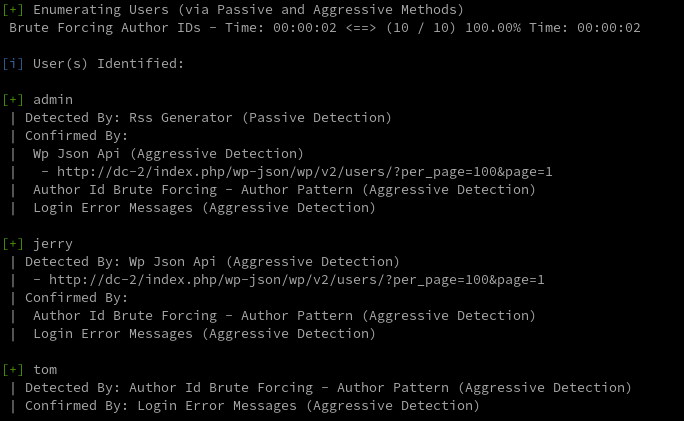 [+] Enumerating Users (via Passive and Aggressive Methods)
 Brute Forcing Author IDs - Time: 00:00:02 <==> (10 / 10) 100.00% Time: 00:00:02
[i] User(s) Identified:
[+] admin
 | Detected By: Rss Generator (Passive Detection)
 | Confirmed By:
 |  Wp Json Api (Aggressive Detection)
 |   - http://dc-2/index.php/wp-json/wp/v2/users/?per_page=100&page=1
 |  Author Id Brute Forcing - Author Pattern (Aggressive Detection)
 |  Login Error Messages (Aggressive Detection)
[+] jerry
 | Detected By: Wp Json Api (Aggressive Detection)
 |  - http://dc-2/index.php/wp-json/wp/v2/users/?per_page=100&page=1
 | Confirmed By:
 |  Author Id Brute Forcing - Author Pattern (Aggressive Detection)
 |  Login Error Messages (Aggressive Detection)
[+] tom
 | Detected By: Author Id Brute Forcing - Author Pattern (Aggressive Detection)
 | Confirmed By: Login Error Messages (Aggressive Detection)